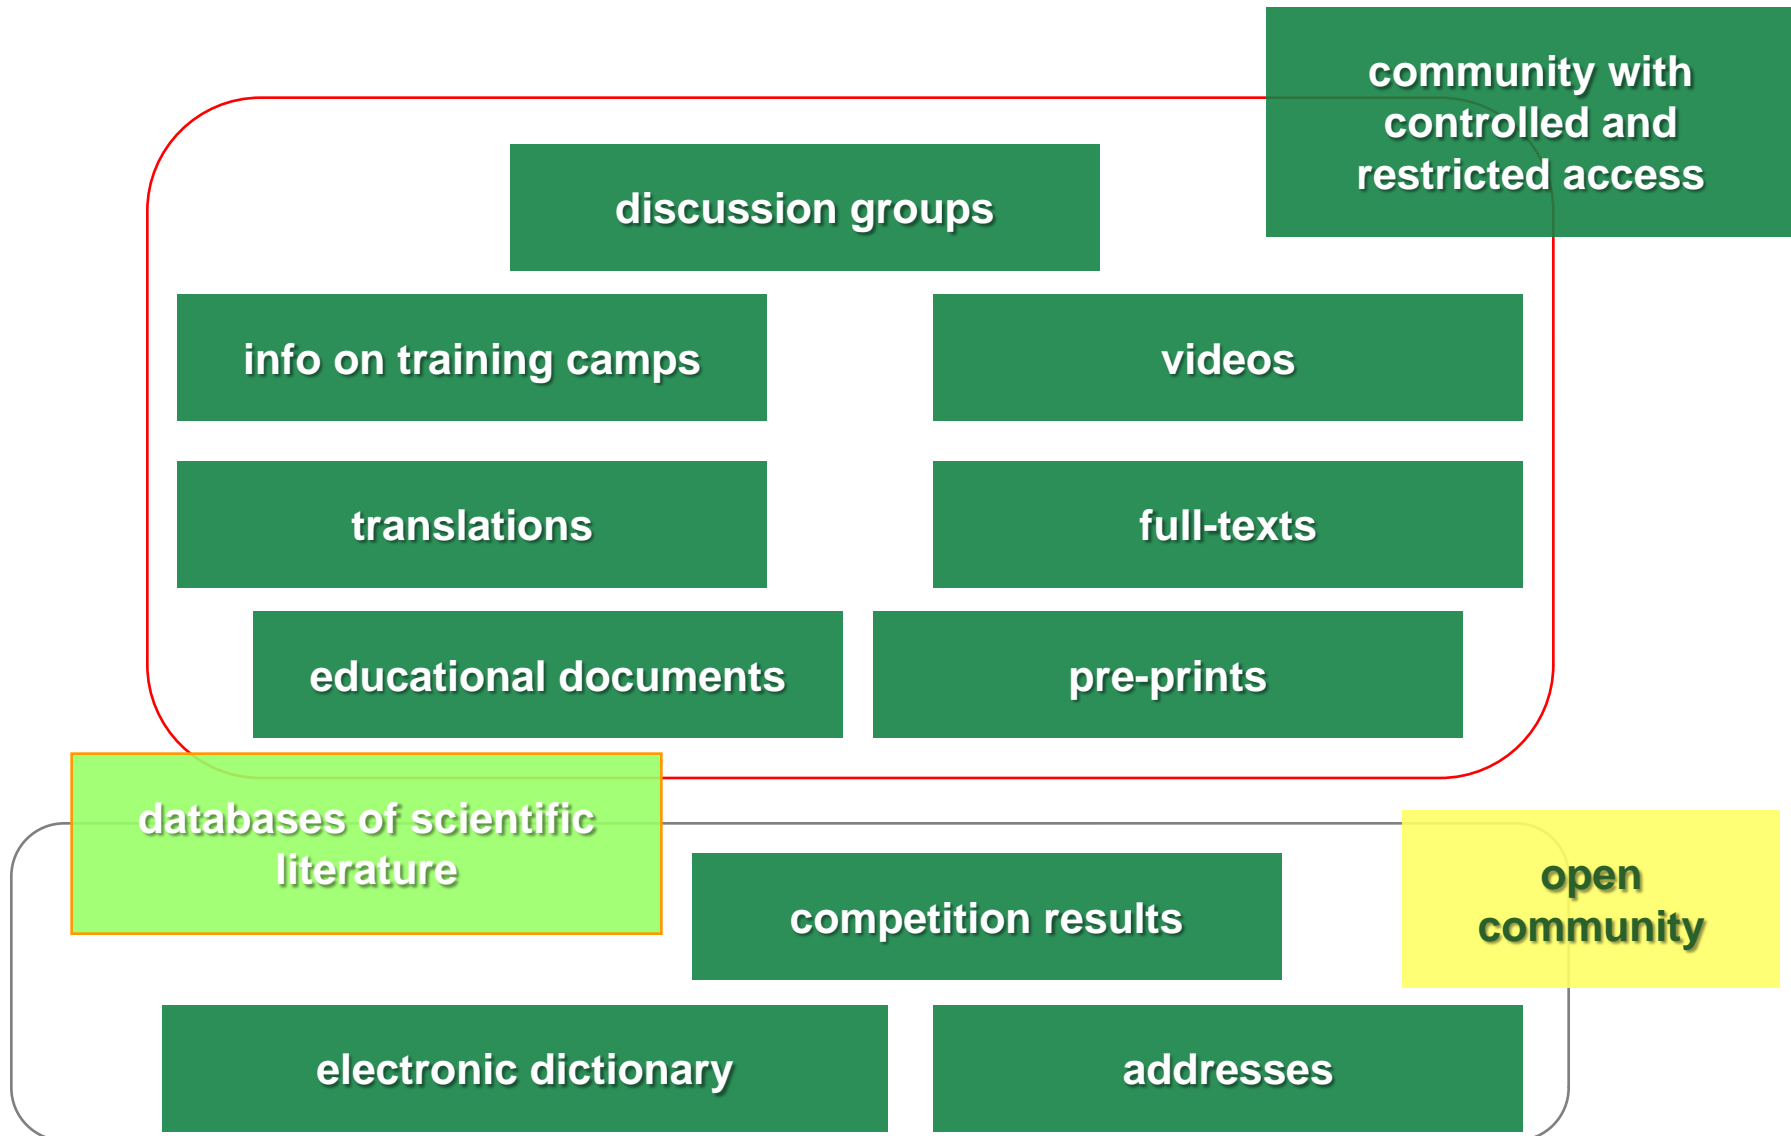 community with
controlled and
restricted access
discussion groups
info on training camps
videos
translations
full-texts
educational documents
pre-prints
databases of scientific
literature
open
community
competition results
electronic dictionary
addresses